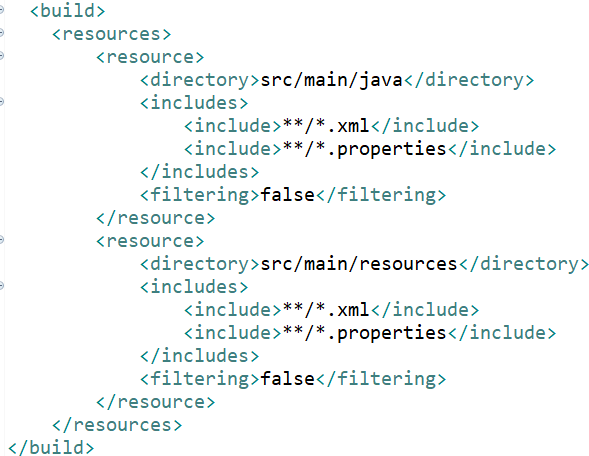 <build>
<resources>
<resource>
<directory>src/main/java</directory>
<includes>
<include>**/*.xml</include>
<include>**/*.properties</include>
</includes>
<filtering>false</filtering>
</resource>
<resource>
<directory>src/main/resources</directory>
<includes>
<include>**/*.xml</include>
<include>**/*.properties</include>
</includes>
<filtering>false</filtering>
</resource>
</resources>
</build>